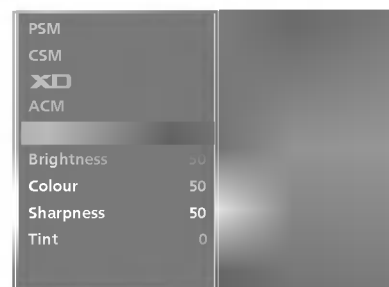 PSM
CSM
XD
ACM
Brightness 50
Colour 50
Sharpness 50
Tint 0